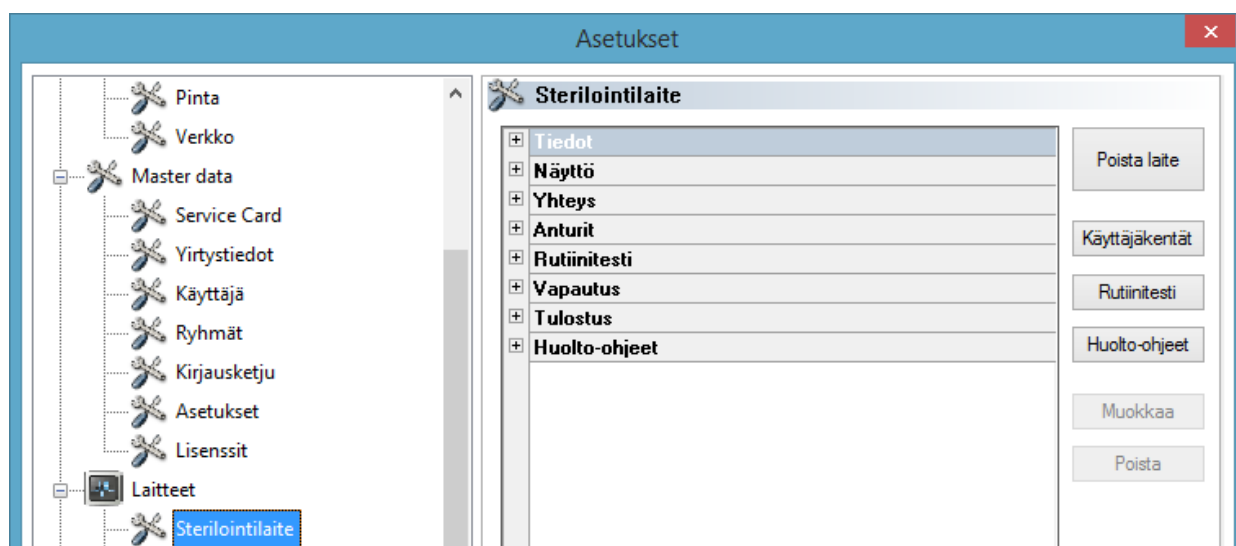 Asetukset
Pinta
Verkko
Master data
Service Card
Yirtystiedot
Käyttäjä
Ryhmät
Kirjausketju
Asetukset
Lisenssit
Laitteet
Sterilointilaite
Sterilointilaite
Tiedot
Näyttö
Yhteys
Anturit
Rutiinitesti
Vapautus
Tulostus
Huolto-ohjeet
Poista laite
Käyttäjäkentät
Rutiinitesti
Huolto-ohjeet
Muokkaa
Poista